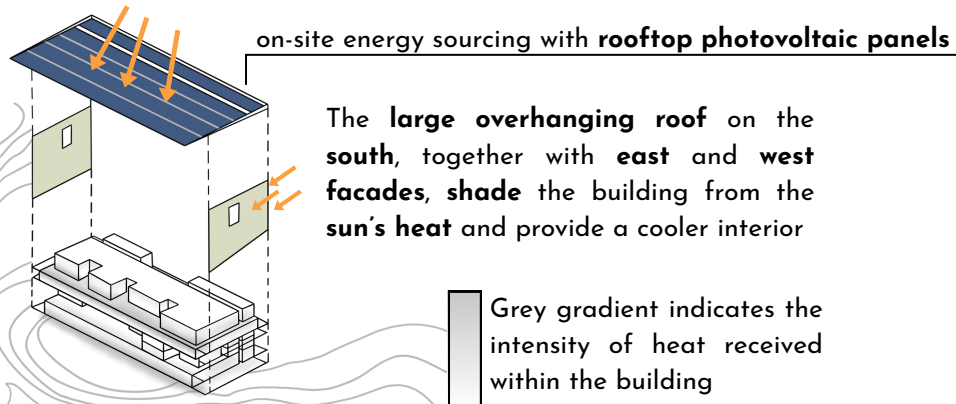 on-site energy sourcing with rooftop photovoltaic panels
The large overhanging roof on the
south, together with east and west
facades, shade the building from the
sun's heat and provide a cooler interior
Grey gradient indicates the
intensity of heat received
within the building